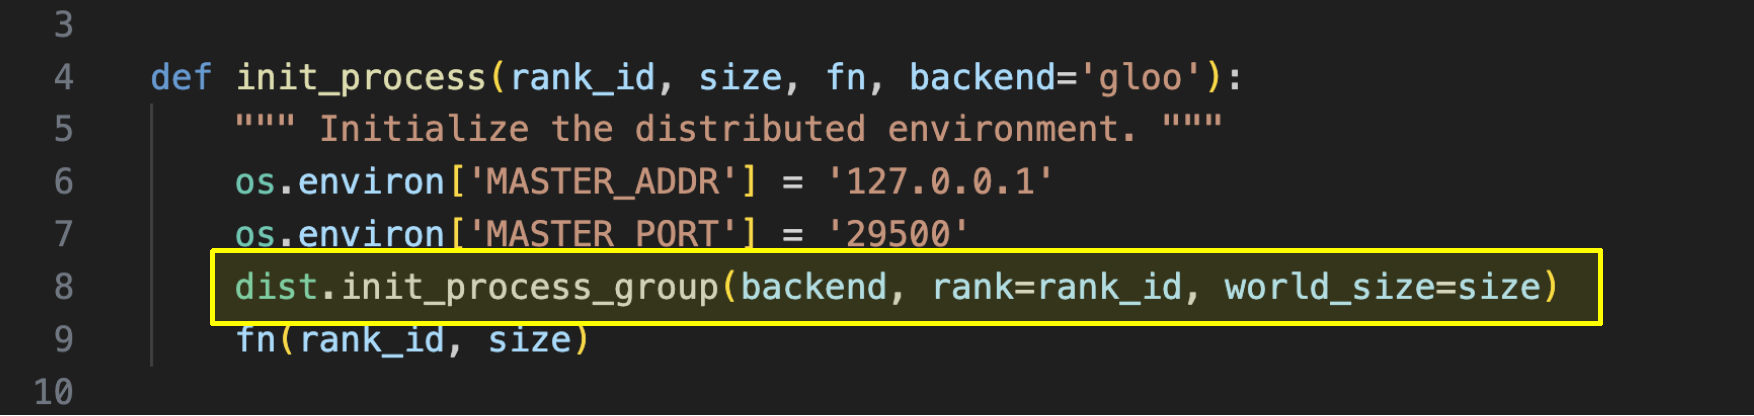 3
4 def init_process(rank_id, size, fn, backend='gloo'):
5 """ Initialize the distributed environment. """
6 os.environ['MASTER_ADDR'] = '127.0.0.1'
7 os.environ['MASTER_PORT'] = '29500'
8 dist.init_process_group(backend, rank=rank_id, world_size=size)
9 fn(rank_id, size)
10